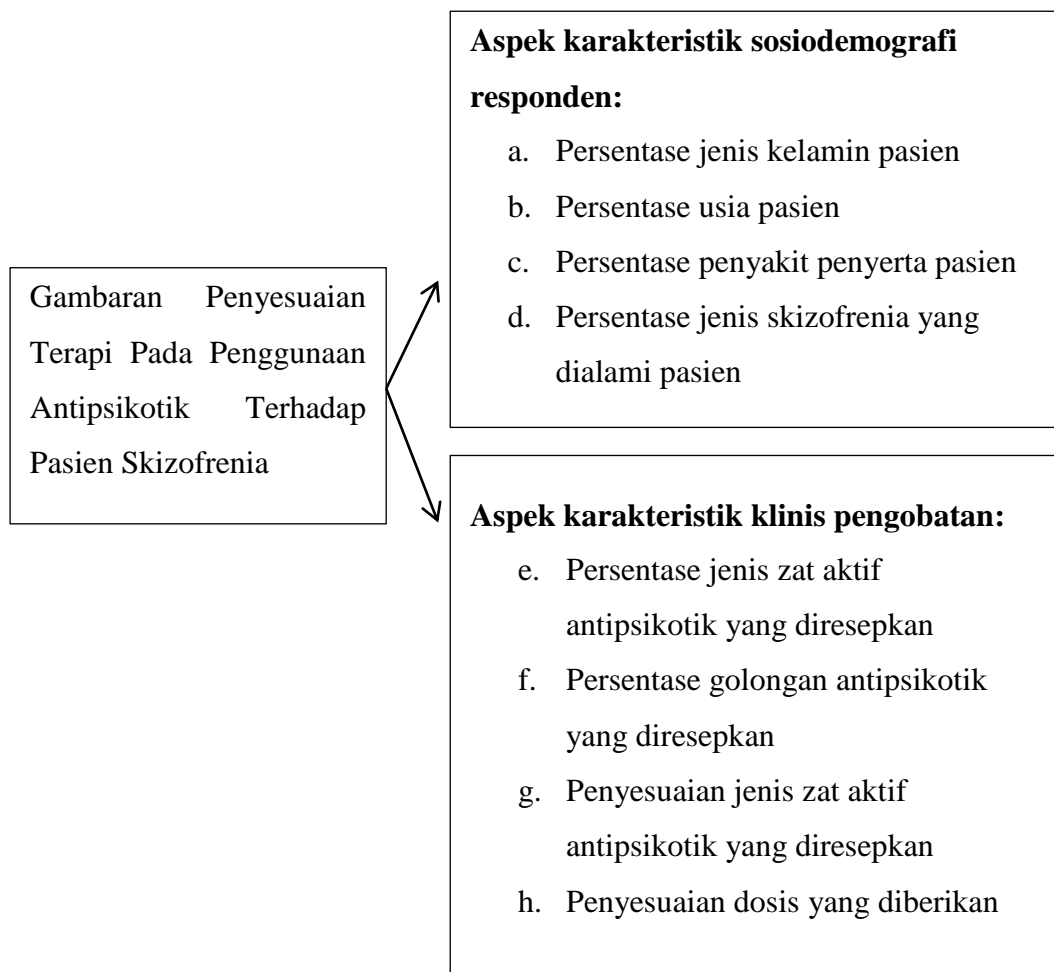 Gambaran Penyesuaian
Terapi Pada Penggunaan
Antipsikotik Terhadap
Pasien Skizofrenia
Aspek karakteristik sosiodemografi
responden:
a. Persentase jenis kelamin pasien
b. Persentase usia pasien
c. Persentase penyakit penyerta pasien
d. Persentase jenis skizofrenia yang
dialami pasien
Aspek karakteristik klinis pengobatan:
e. Persentase jenis zat aktif
antipsikotik yang diresepkan
f. Persentase golongan antipsikotik
yang diresepkan
g. Penyesuaian jenis zat aktif
antipsikotik yang diresepkan
h. Penyesuaian dosis yang diberikan